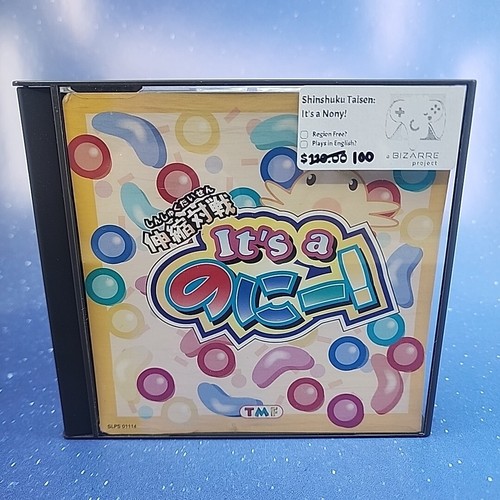 Shinshuku Taisen:
It's a Nony!
Region Free?
Plays in English?
$120.00 100
a BIZARRE
project
しんしゅくたいせん
伸縮対戦
It's a
のにー!
TMF
SLPS 01114